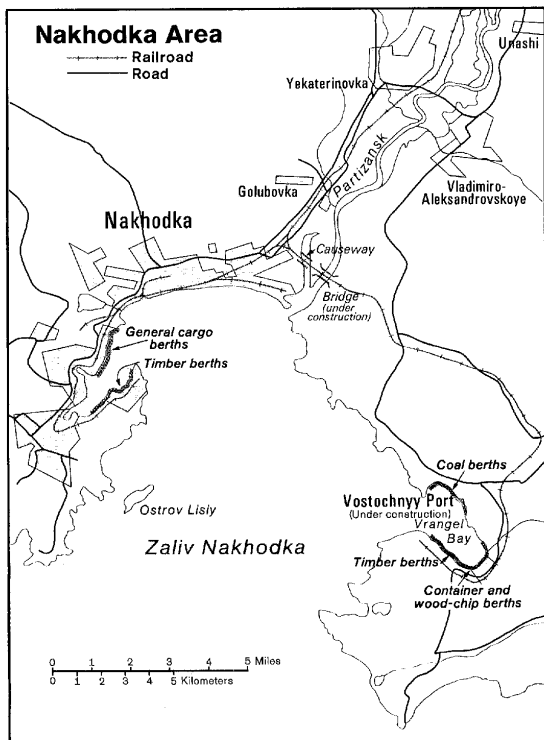 Nakhodka Area
Railroad
Road
Unashi
Yekaterinovka
Partizansk
Golubovka
Vladimiro-
Aleksandrovskoye
Nakhodka
Causeway
Bridge
(under
construction)
General cargo
berths
Timber berths
Coal berths
Vostochnyy Port
(Under construction)
Vrangel
Bay
Ostrov Lisiy
Zaliv Nakhodka
Timber berths
Container and
wood-chip berths
0 1 2 3 4 5 Miles
0 1 2 3 4 5 Kilometers